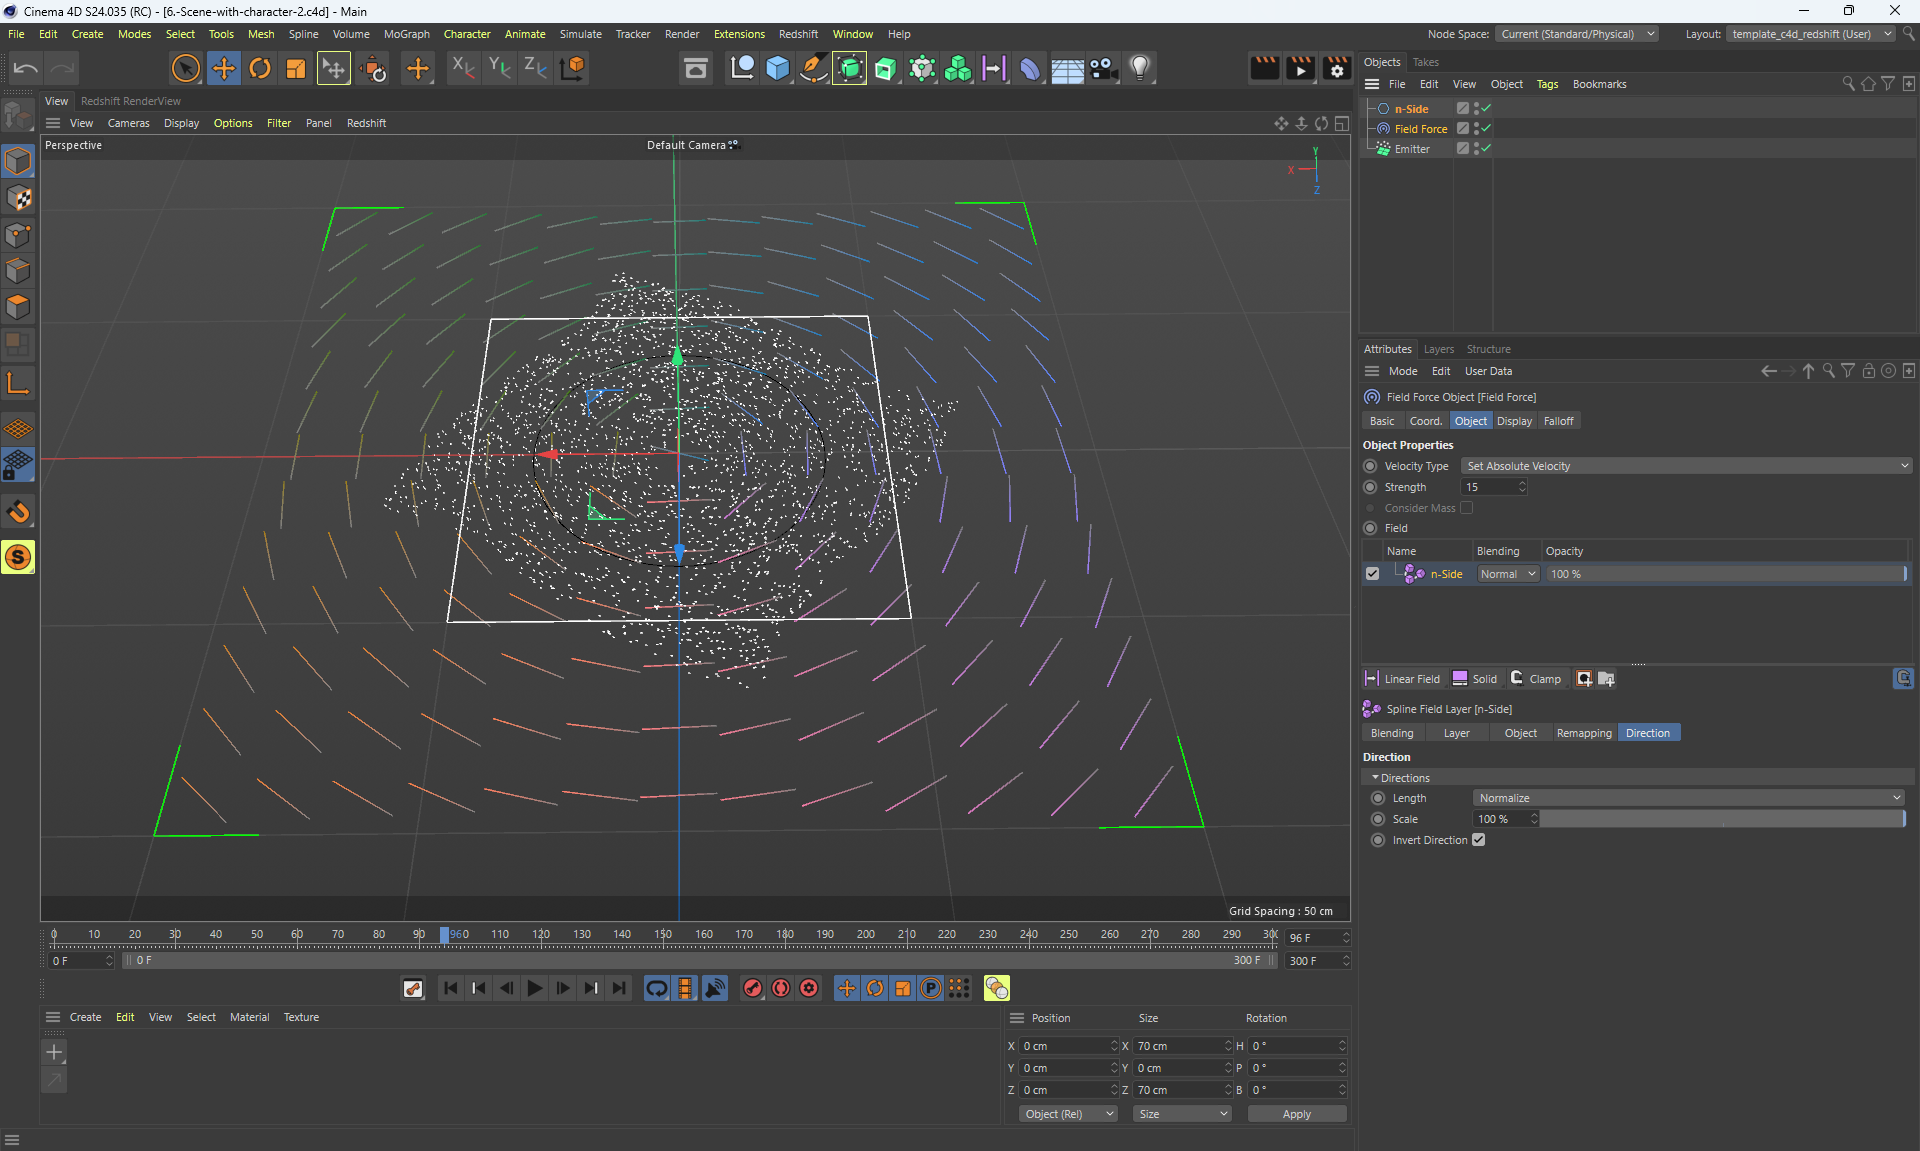 Cinema 4D S24.035 (RC) - [6.-Scene-with-character-2.c4d] - Main
File Edit Create Modes Select Tools Mesh Spline Volume MoGraph Character Animate Simulate Tracker Render Extensions Redshift Window Help
Node Space: Current (Standard/Physical) Layout: template_c4d_redshift (User)
X Y Z
View Redshift RenderView
View Cameras Display Options Filter Panel Redshift
Perspective
Default Camera
Y
X
Z
Grid Spacing : 50 cm
0 10 20 30 40 50 60 70 80 90 960 110 120 130 140 150 160 170 180 190 200 210 220 230 240 250 260 270 280 290 300
96 F
0 F
0 F
300 F
300 F
P
S
Create Edit View Select Material Texture
Position Size Rotation
X 0 cm X 70 cm H 0 °
Y 0 cm Y 0 cm P 0 °
Z 0 cm Z 70 cm B 0 °
Object (Rel) Size Apply
Objects Takes
File Edit View Object Tags Bookmarks
n-Side
Field Force
Emitter
Attributes Layers Structure
Mode Edit User Data
Field Force Object [Field Force]
Basic Coord. Object Display Falloff
Object Properties
Velocity Type Set Absolute Velocity
Strength 15
Consider Mass
Field
Name Blending Opacity
n-Side Normal 100 %
Linear Field Solid Clamp
Spline Field Layer [n-Side]
Blending Layer Object Remapping Direction
Direction
Directions
Length Normalize
Scale 100 %
Invert Direction